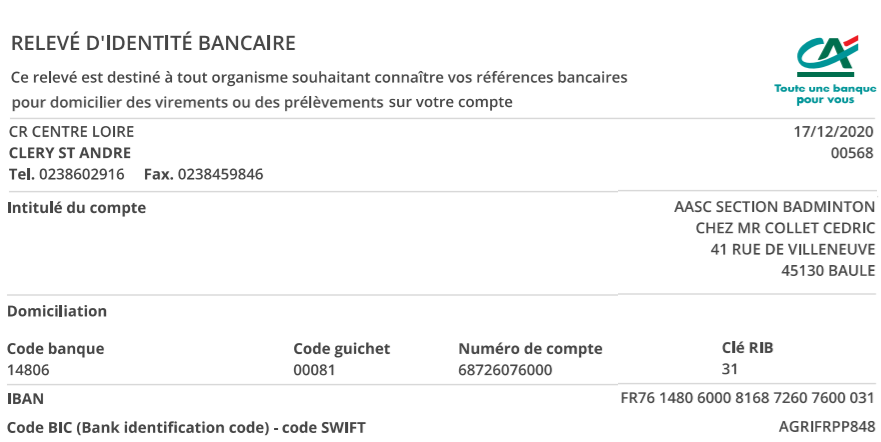 RELEVÉ D'IDENTITÉ BANCAIRE
Ce relevé est destiné à tout organisme souhaitant connaître vos références bancaires
pour domicilier des virements ou des prélèvements sur votre compte
CA
Toute une banque
pour vous
CR CENTRE LOIRE 17/12/2020
CLERY ST ANDRE 00568
Tel. 0238602916 Fax. 0238459846
Intitulé du compte AASC SECTION BADMINTON
CHEZ MR COLLET CEDRIC
41 RUE DE VILLENEUVE
45130 BAULE
Domiciliation
Code banque Code guichet Numéro de compte Clé RIB
14806 00081 68726076000 31
IBAN FR76 1480 6000 8168 7260 7600 031
Code BIC (Bank identification code) - code SWIFT AGRIFRPP848